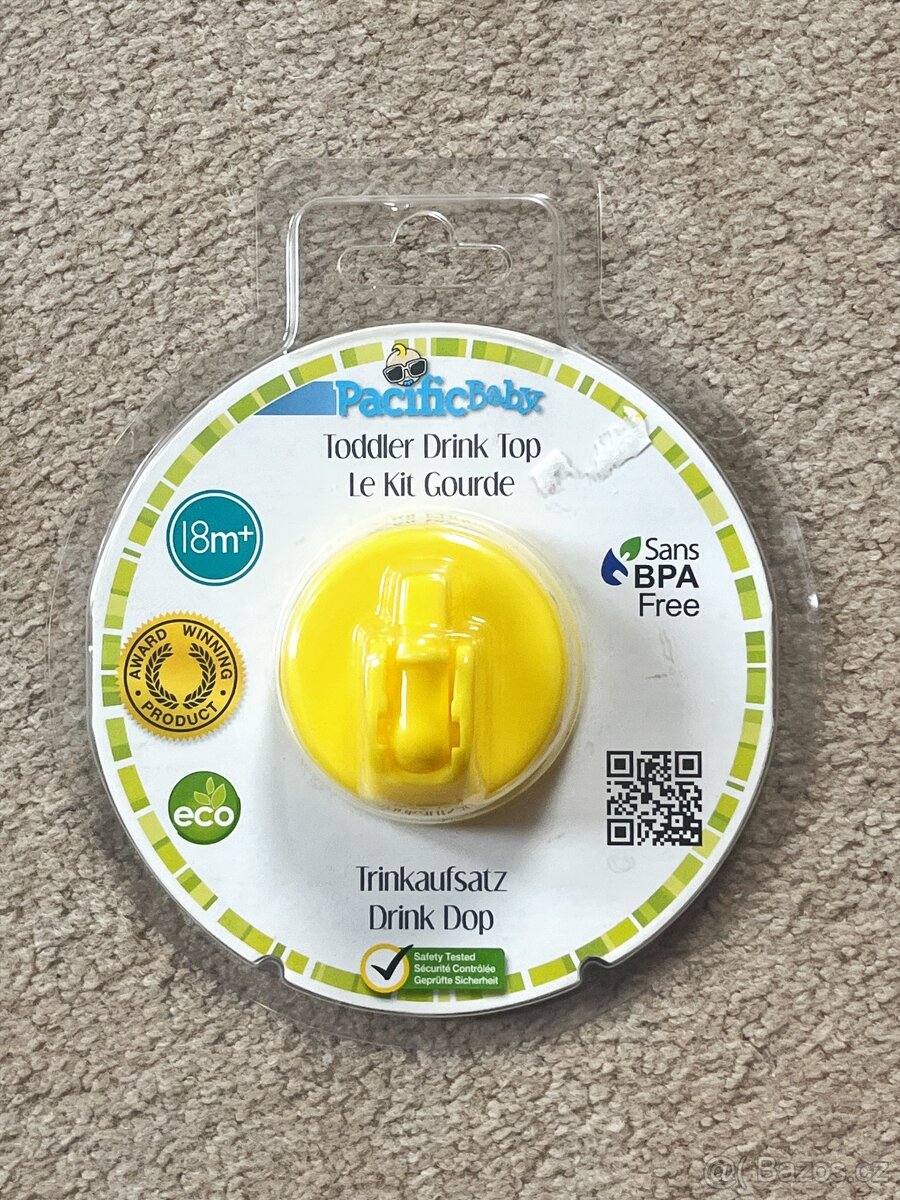 PacificBaby
Toddler Drink Top
Le Kit Gourde
18m+
Sans
BPA
Free
AWARD WINNING
PRODUCT
eco
Trinkaufsatz
Drink Dop
Safety Tested
Sécurité Contrôlée
Geprüfte Sicherheit
@( Bazos.cz